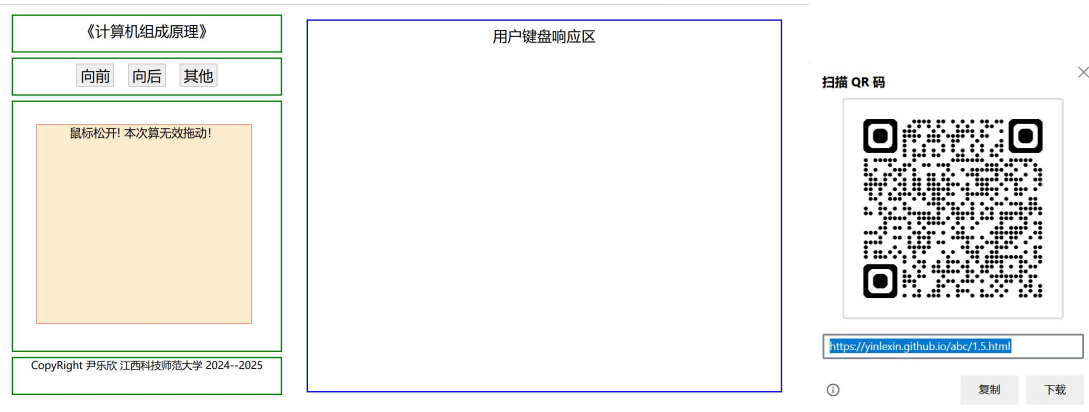 《计算机组成原理》
向前 向后 其他
鼠标松开! 本次算无效拖动！
CopyRight 尹乐欣 江西科技师范大学 2024--2025
用户键盘响应区
扫描 QR 码
https://yinlexin.github.io/abc/1.5.html
复制 下载